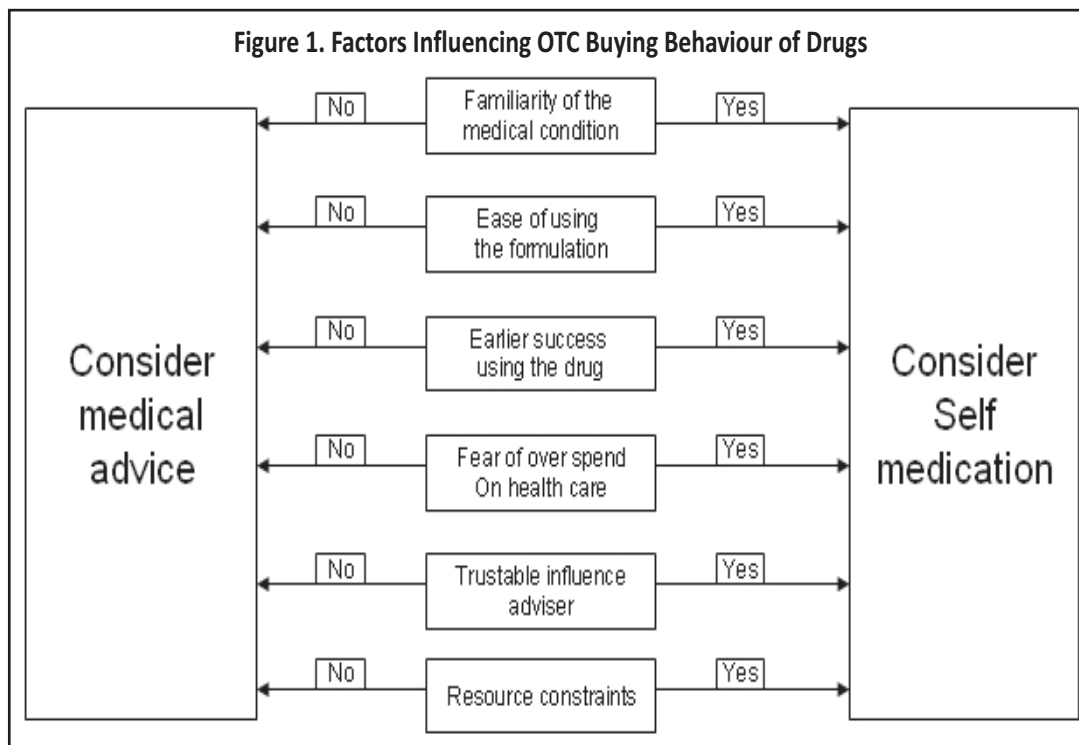 Figure 1. Factors Influencing OTC Buying Behaviour of Drugs
No
Familiarity of the
medical condition
Yes
No
Ease of using
the formulation
Yes
No
Earlier success
using the drug
Yes
Consider
medical
advice
Consider
Self
medication
No
Fear of over spend
On health care
Yes
No
Trustable influence
adviser
Yes
No
Resource constraints
Yes